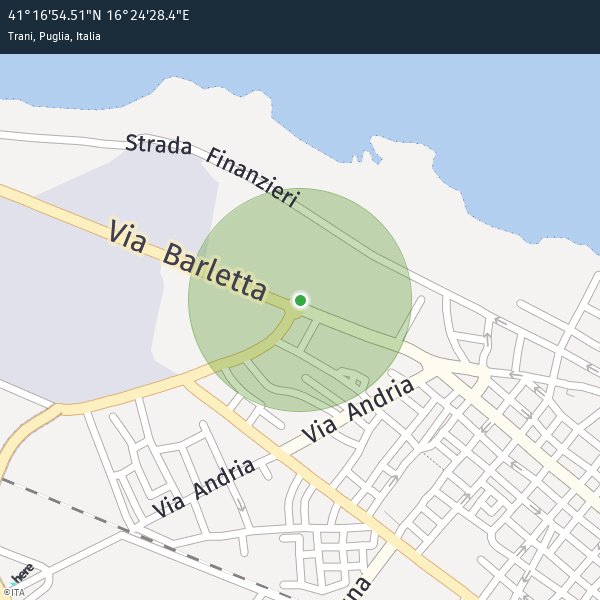 41°16'54.51"N 16°24'28.4"E
Trani, Puglia, Italia
Strada Finanzieri
Via Barletta
Via Andria
Via Andria
una
here
©ITA